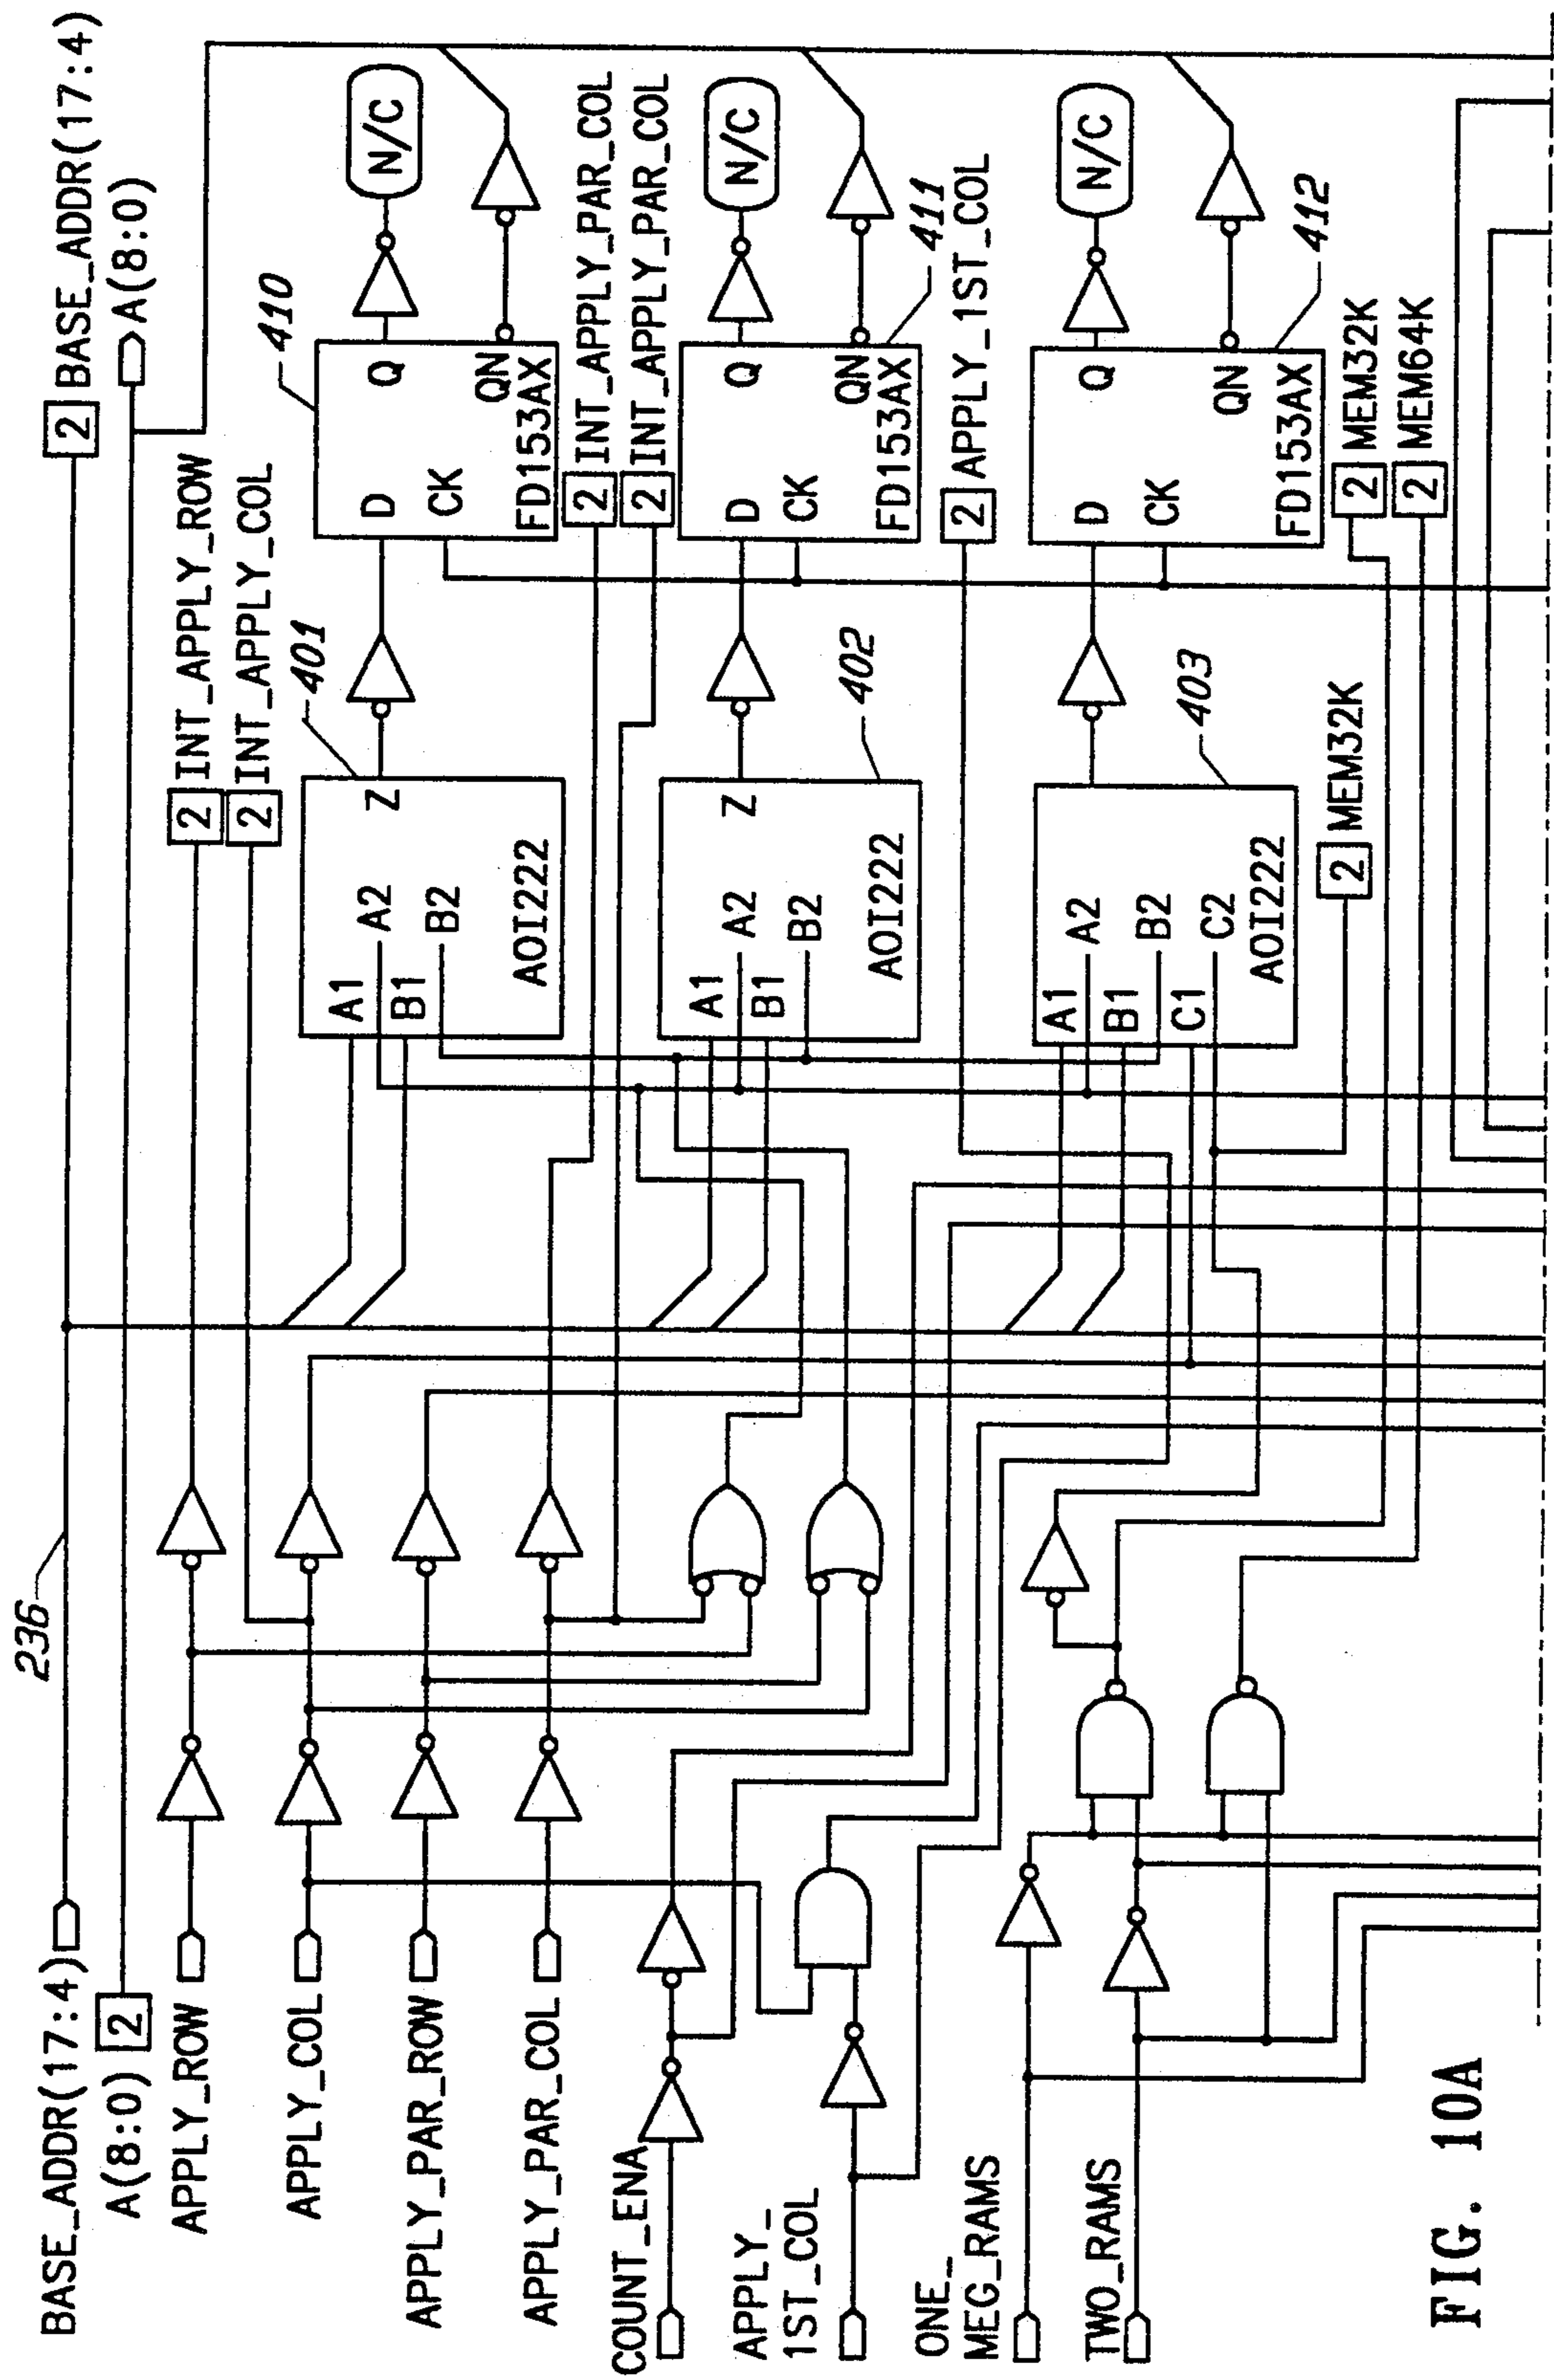 BASE_ADDR(17:4)
236
2 BASE_ADDR(17:4)
A(8:0) 2
A(8:0)
APPLY_ROW
2 INT_APPLY_ROW
2 INT_APPLY_COL
APPLY_COL
APPLY_PAR_ROW
APPLY_PAR_COL
401
A1
A2
B1
B2
Z
AOI222
410
D
Q
CK
QN
FD153AX
N/C
2 INT_APPLY_PAR_COL
2 INT_APPLY_PAR_COL
COUNT_ENA
A1
A2
B1
B2
Z
AOI222
402
D
Q
CK
QN
FD153AX
411
N/C
APPLY_
1ST_COL
2 APPLY_1ST_COL
ONE_
MEG_RAMS
TWO_RAMS
A1
A2
B1
B2
C1
C2
AOI222
403
D
Q
CK
QN
FD153AX
412
N/C
2 MEM32K
2 MEM32K
2 MEM64K
FIG. 10A